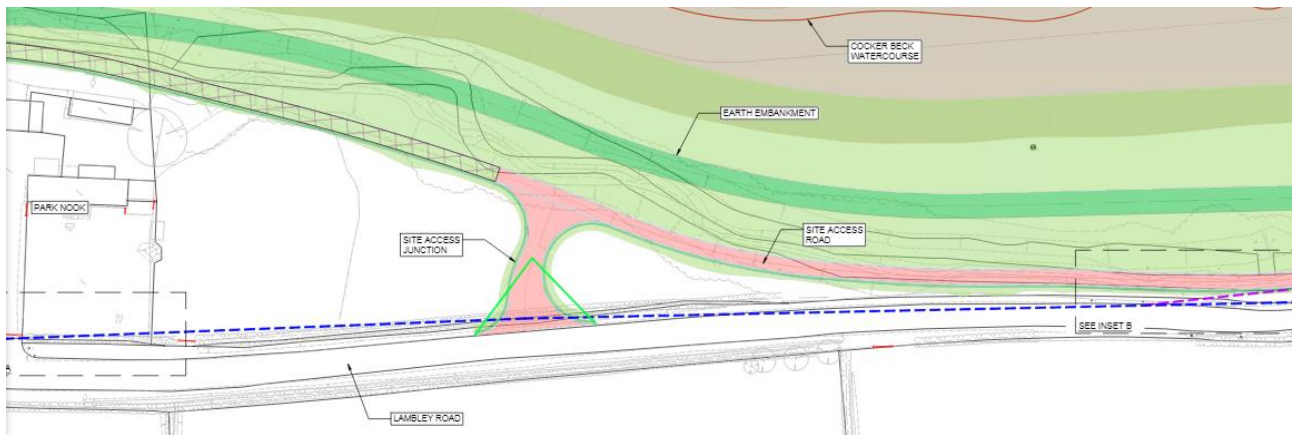 COCKER BECK
WATERCOURSE
EARTH EMBANKMENT
PARK NOOK
SITE ACCESS
JUNCTION
SITE ACCESS
ROAD
SEE INSET B
A
LAMBLEY ROAD